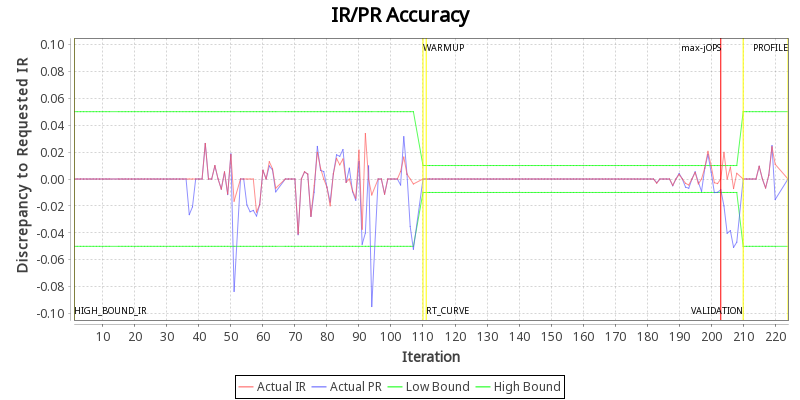 IR/PR Accuracy
Discrepancy to Requested IR
0.10
0.08
0.06
0.04
0.02
0.00
-0.02
-0.04
-0.06
-0.08
-0.10
WARMUP
max-jOPS
PROFILE
HIGH_BOUND_IR
RT_CURVE
VALIDATION
10 20 30 40 50 60 70 80 90 100 110 120 130 140 150 160 170 180 190 200 210 220
Iteration
Actual IR Actual PR Low Bound High Bound